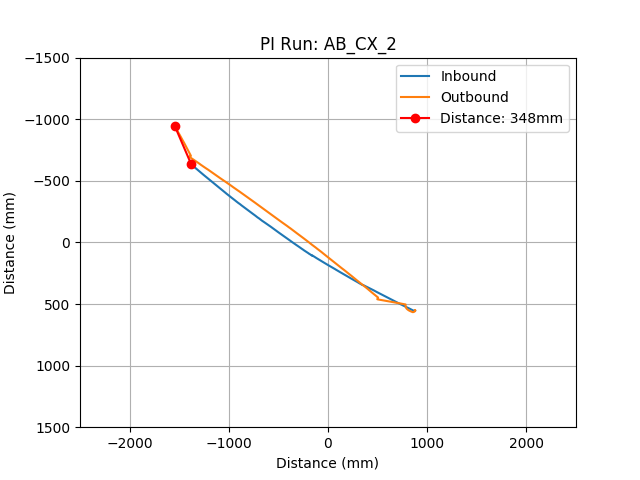 PI Run: AB_CX_2
Inbound
Outbound
Distance: 348mm
−1500
−1000
−500
0
500
1000
1500
Distance (mm)
−2000
−1000
0
1000
2000
Distance (mm)